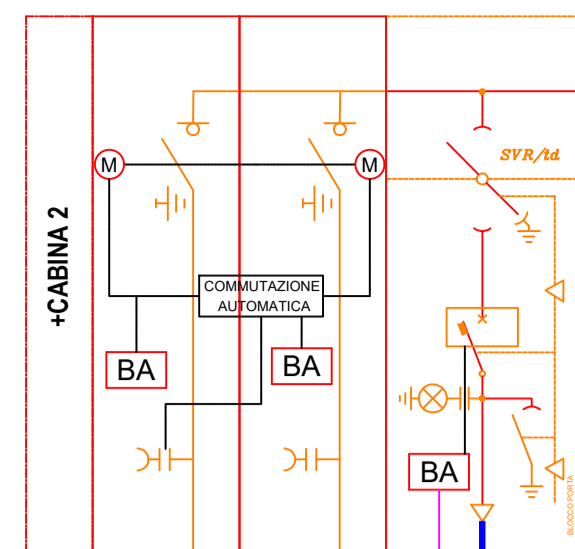 +CABINA 2
M
M
SVR/td
COMMUTAZIONE
AUTOMATICA
BA
BA
BA
BLOCCO PORTA